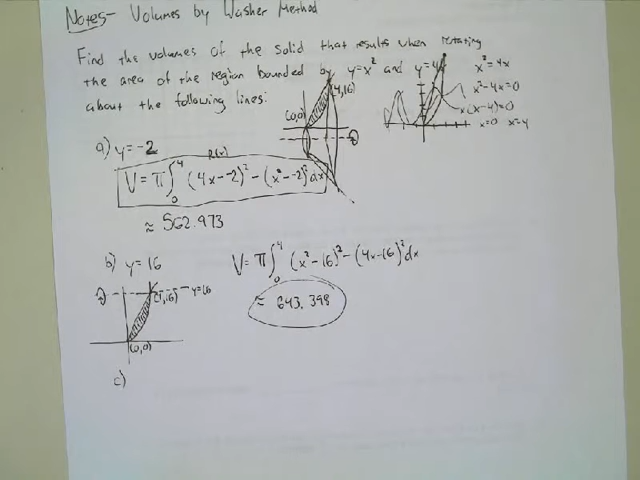 Notes- Volumes by Washer Method
Find the volumes of the solid that results when rotating
the area of the region bounded by y=x² and y=4x
about the following lines:
x²=4x
x²-4x=0
x(x-4)=0
x=0 x=4
(0,0)
(4,16)
a) y=-2
R(x)
V = π∫₀⁴ (4x--2)² - (x²--2)² dx
≈ 562.973
b) y=16
V = π∫₀⁴ (x²-16)² - (4x-16)² dx
≈ 643.398
(4,16)
y=16
(0,0)
c)